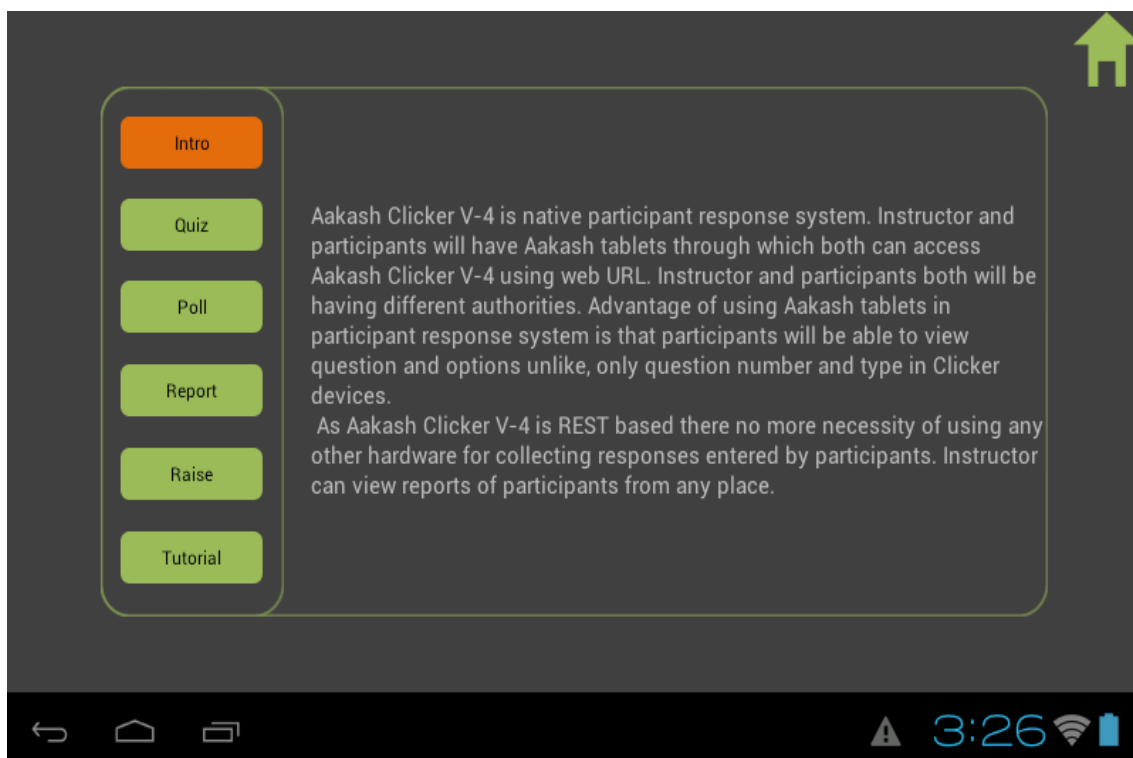 Intro
Quiz
Poll
Report
Raise
Tutorial
Aakash Clicker V-4 is native participant response system. Instructor and
participants will have Aakash tablets through which both can access
Aakash Clicker V-4 using web URL. Instructor and participants both will be
having different authorities. Advantage of using Aakash tablets in
participant response system is that participants will be able to view
question and options unlike, only question number and type in Clicker
devices.
As Aakash Clicker V-4 is REST based there no more necessity of using any
other hardware for collecting responses entered by participants. Instructor
can view reports of participants from any place.
3:26